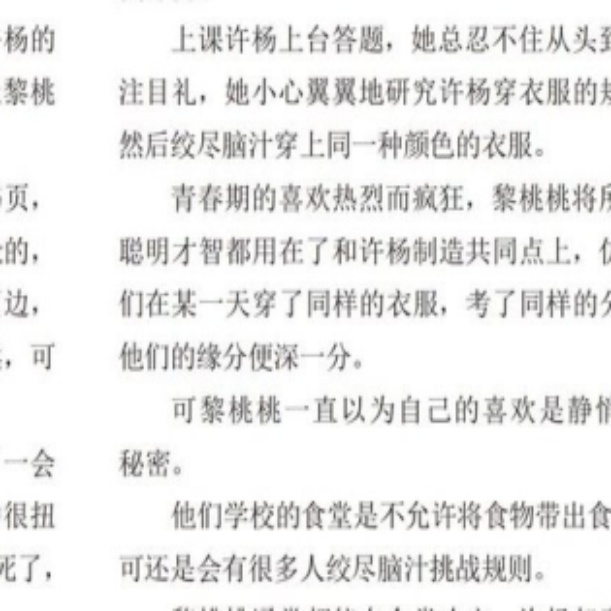 杨的
黎桃
页,
的,
边,
,可
一会
很扭
死了,
上课许杨上台答题,她总忍不住从头到
注目礼,她小心翼翼地研究许杨穿衣服的规
然后绞尽脑汁穿上同一种颜色的衣服。
青春期的喜欢热烈而疯狂,黎桃桃将所
聪明才智都用在了和许杨制造共同点上,仿
们在某一天穿了同样的衣服,考了同样的分
他们的缘分便深一分。
可黎桃桃一直以为自己的喜欢是静悄
秘密。
他们学校的食堂是不允许将食物带出食
可还是会有很多人绞尽脑汁挑战规则。